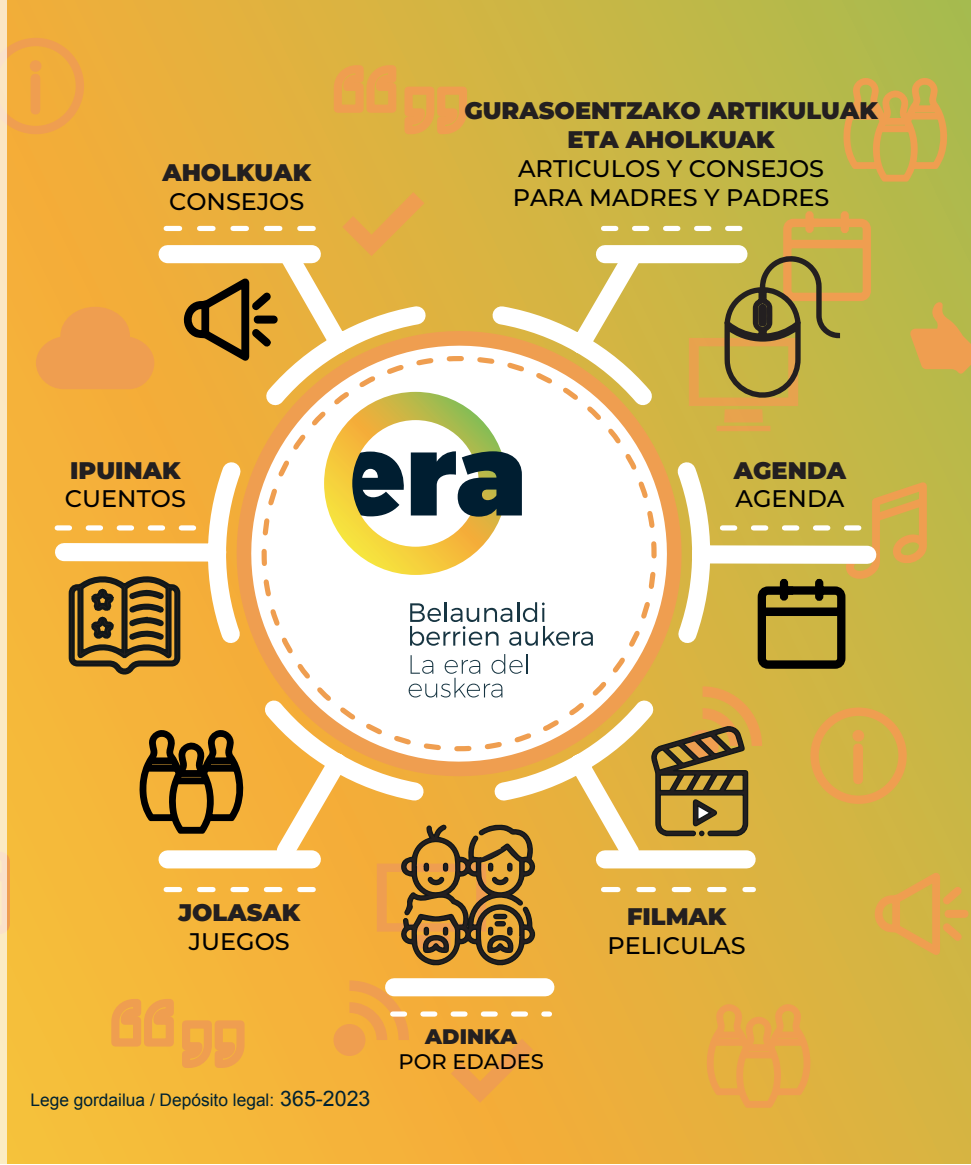 GURASOENTZAKO ARTIKULUAK
ETA AHOLKUAK
ARTICULOS Y CONSEJOS
PARA MADRES Y PADRES
AHOLKUAK
CONSEJOS
IPUINAK
CUENTOS
AGENDA
AGENDA
era
Belaunaldi
berrien aukera
La era del
euskera
JOLASAK
JUEGOS
FILMAK
PELICULAS
ADINKA
POR EDADES
Lege gordailua / Depósito legal: 365-2023